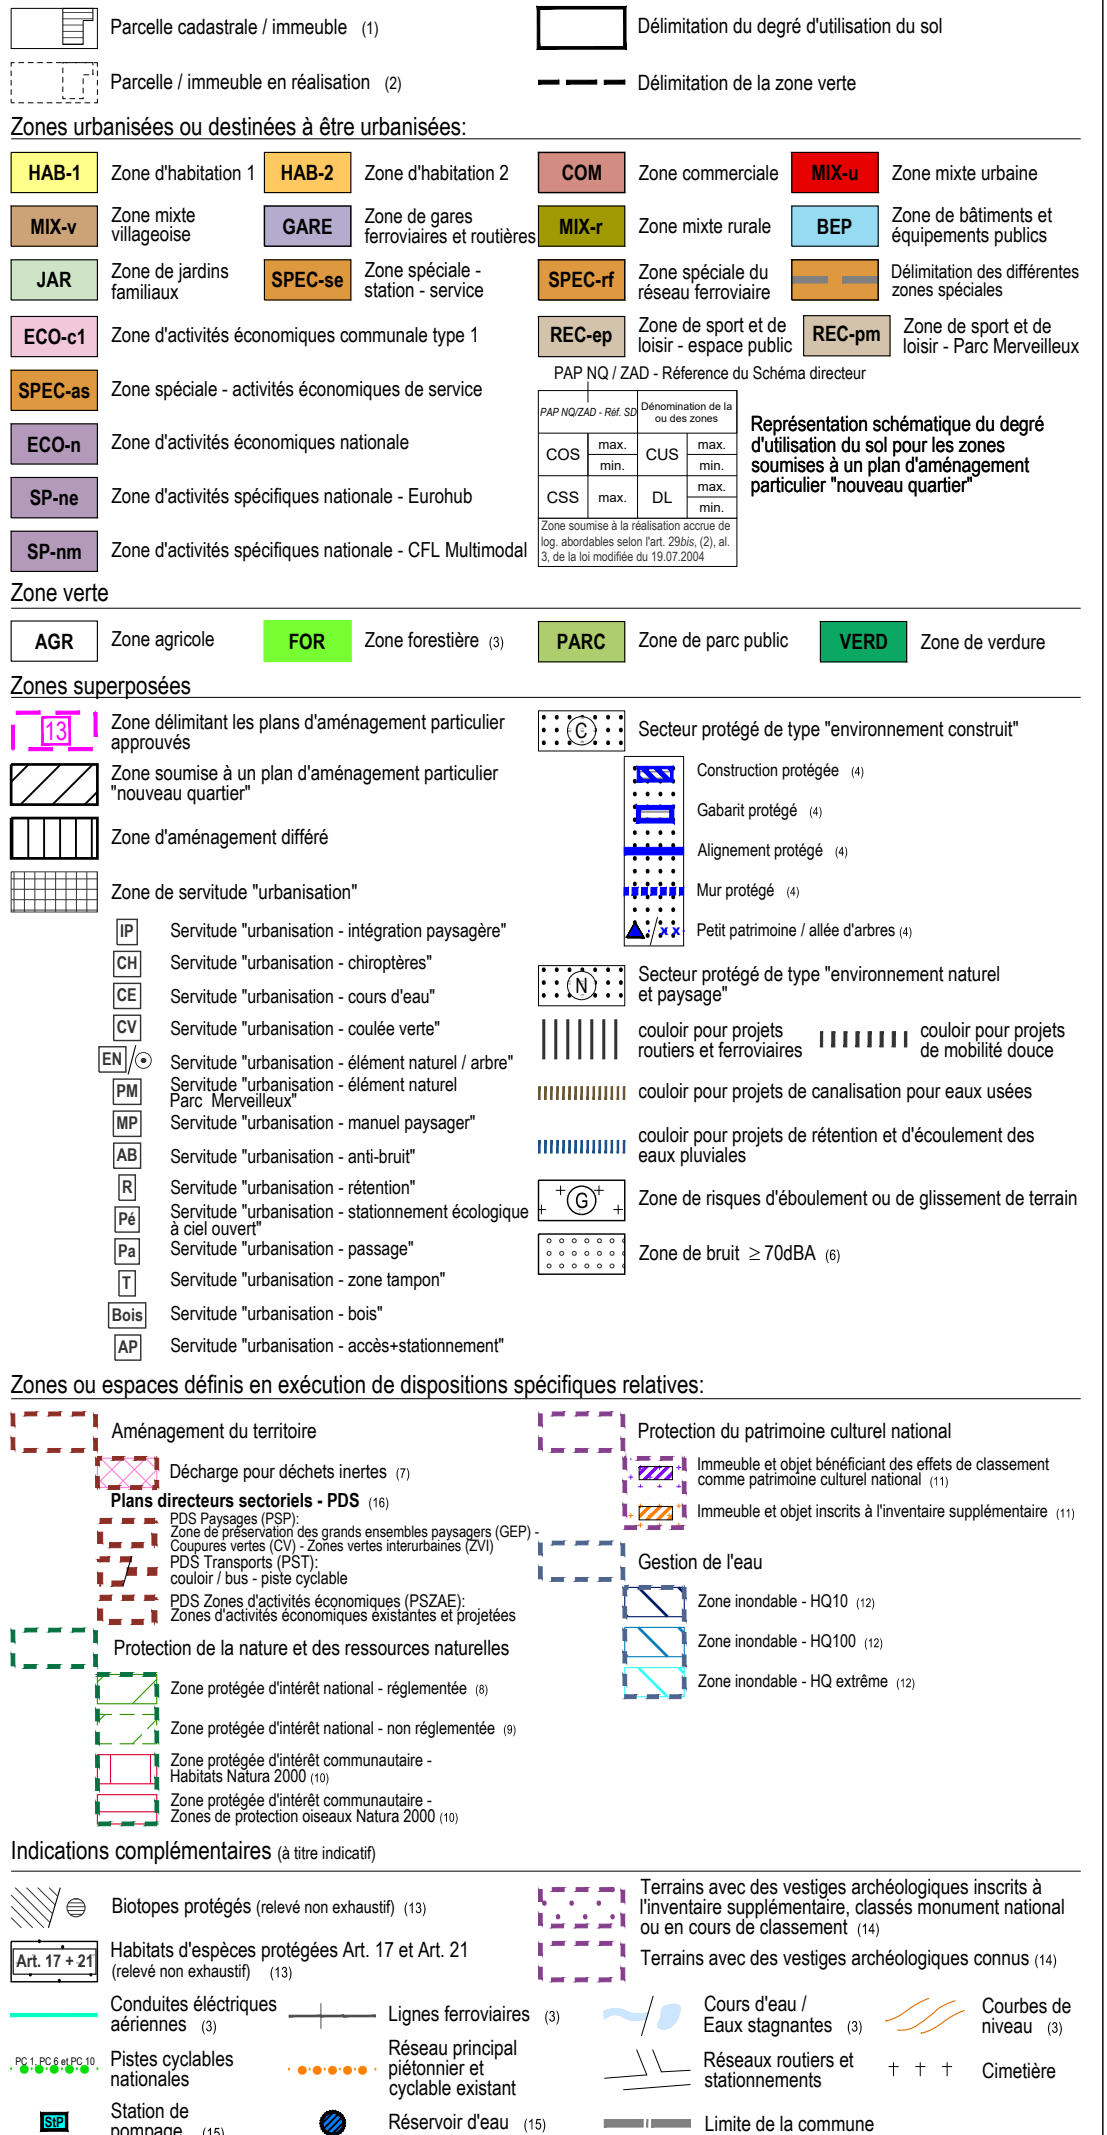 Parcelle cadastrale / immeuble (1)
Délimitation du degré d'utilisation du sol
Parcelle / immeuble en réalisation (2)
Délimitation de la zone verte
Zones urbanisées ou destinées à être urbanisées:
HAB-1
Zone d'habitation 1
HAB-2
Zone d'habitation 2
COM
Zone commerciale
MIX-u
Zone mixte urbaine
MIX-v
Zone mixte
villageoise
GARE
Zone de gares
ferroviaires et routières
MIX-r
Zone mixte rurale
BEP
Zone de bâtiments et
équipements publics
JAR
Zone de jardins
familiaux
SPEC-se
Zone spéciale -
station - service
SPEC-rf
Zone spéciale du
réseau ferroviaire
Délimitation des différentes
zones spéciales
ECO-c1
Zone d'activités économiques communale type 1
REC-ep
Zone de sport et de
loisir - espace public
REC-pm
Zone de sport et de
loisir - Parc Merveilleux
SPEC-as
Zone spéciale - activités économiques de service
ECO-n
Zone d'activités économiques nationale
SP-ne
Zone d'activités spécifiques nationale - Eurohub
SP-nm
Zone d'activités spécifiques nationale - CFL Multimodal
PAP NQ / ZAD - Réference du Schéma directeur
PAP NQ/ZAD - Réf. SD
Dénomination de la
ou des zones
COS
max.
min.
CUS
max.
min.
CSS
max.
DL
max.
min.
Zone soumise à la réalisation accrue de
log. abordables selon l'art. 29bis, (2), al.
3, de la loi modifiée du 19.07.2004
Représentation schématique du degré
d'utilisation du sol pour les zones
soumises à un plan d'aménagement
particulier "nouveau quartier"
Zone verte
AGR
Zone agricole
FOR
Zone forestière (3)
PARC
Zone de parc public
VERD
Zone de verdure
Zones superposées
13
Zone délimitant les plans d'aménagement particulier
approuvés
Zone soumise à un plan d'aménagement particulier
"nouveau quartier"
Zone d'aménagement différé
Zone de servitude "urbanisation"
IP
Servitude "urbanisation - intégration paysagère"
CH
Servitude "urbanisation - chiroptères"
CE
Servitude "urbanisation - cours d'eau"
CV
Servitude "urbanisation - coulée verte"
EN
Servitude "urbanisation - élément naturel / arbre"
PM
Servitude "urbanisation - élément naturel
Parc Merveilleux"
MP
Servitude "urbanisation - manuel paysager"
AB
Servitude "urbanisation - anti-bruit"
R
Servitude "urbanisation - rétention"
Pé
Servitude "urbanisation - stationnement écologique
à ciel ouvert"
Pa
Servitude "urbanisation - passage"
T
Servitude "urbanisation - zone tampon"
Bois
Servitude "urbanisation - bois"
AP
Servitude "urbanisation - accès+stationnement"
C
Secteur protégé de type "environnement construit"
Construction protégée (4)
Gabarit protégé (4)
Alignement protégé (4)
Mur protégé (4)
Petit patrimoine / allée d'arbres (4)
N
Secteur protégé de type "environnement naturel
et paysage"
couloir pour projets
routiers et ferroviaires
couloir pour projets
de mobilité douce
couloir pour projets de canalisation pour eaux usées
couloir pour projets de rétention et d'écoulement des
eaux pluviales
G
Zone de risques d'éboulement ou de glissement de terrain
Zone de bruit ≥ 70dBA (6)
Zones ou espaces définis en exécution de dispositions spécifiques relatives:
Aménagement du territoire
Décharge pour déchets inertes (7)
Plans directeurs sectoriels - PDS (16)
PDS Paysages (PSP):
Zone de préservation des grands ensembles paysagers (GEP) -
Coupures vertes (CV) - Zones vertes interurbaines (ZVI)
PDS Transports (PST):
couloir / bus - piste cyclable
PDS Zones d'activités économiques (PSZAE):
Zones d'activités économiques existantes et projetées
Protection de la nature et des ressources naturelles
Zone protégée d'intérêt national - réglementée (8)
Zone protégée d'intérêt national - non réglementée (9)
Zone protégée d'intérêt communautaire -
Habitats Natura 2000 (10)
Zone protégée d'intérêt communautaire -
Zones de protection oiseaux Natura 2000 (10)
Protection du patrimoine culturel national
Immeuble et objet bénéficiant des effets de classement
comme patrimoine culturel national (11)
Immeuble et objet inscrits à l'inventaire supplémentaire (11)
Gestion de l'eau
Zone inondable - HQ10 (12)
Zone inondable - HQ100 (12)
Zone inondable - HQ extrême (12)
Indications complémentaires (à titre indicatif)
Biotopes protégés (relevé non exhaustif) (13)
Terrains avec des vestiges archéologiques inscrits à
l'inventaire supplémentaire, classés monument national
ou en cours de classement (14)
Art. 17 + 21
Habitats d'espèces protégées Art. 17 et Art. 21
(relevé non exhaustif) (13)
Terrains avec des vestiges archéologiques connus (14)
Conduites éléctriques
aériennes (3)
Lignes ferroviaires (3)
Cours d'eau /
Eaux stagnantes (3)
Courbes de
niveau (3)
PC 1, PC 6 et PC 10
Pistes cyclables
nationales
Réseau principal
piétonnier et
cyclable existant
Réseaux routiers et
stationnements
Cimetière
StP
Station de
pompage (15)
Réservoir d'eau (15)
Limite de la commune